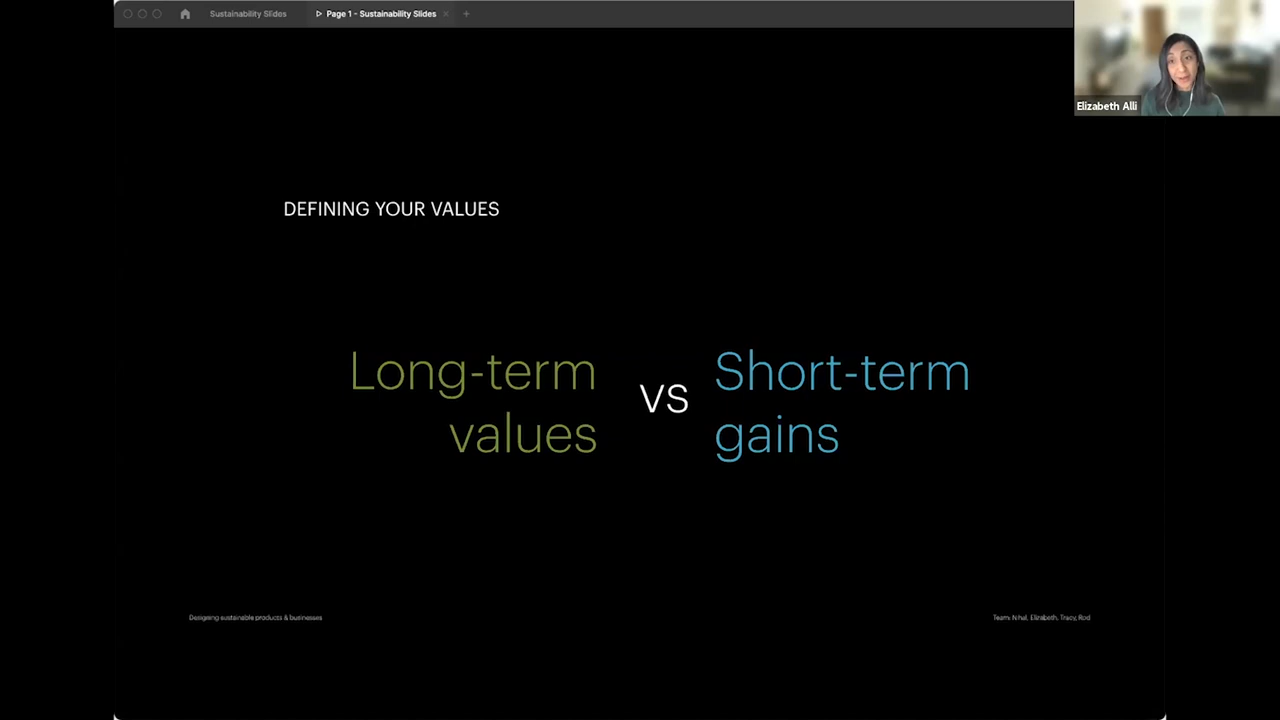 Sustainability Slides
Page 1 - Sustainability Slides
Elizabeth Alli
DEFINING YOUR VALUES
Long-term
values
vs
Short-term
gains
Designing sustainable products & businesses
Team: Nihal, Elizabeth, Tracy, Rod